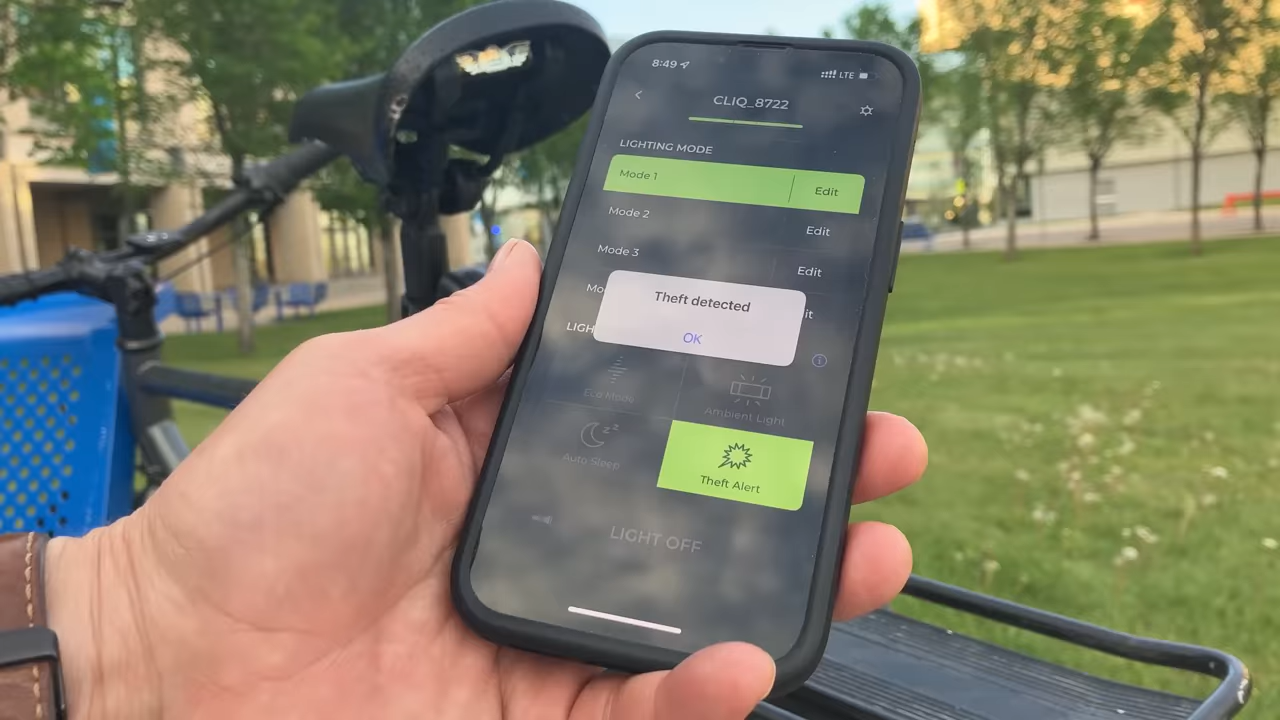 8:49
LTE
CLIQ_8722
LIGHTING MODE
Mode 1 Edit
Mode 2 Edit
Mode 3 Edit
Mo it
Theft detected
OK
LIGH
Eco Mode
Ambient Light
Auto Sleep
Theft Alert
LIGHT OFF